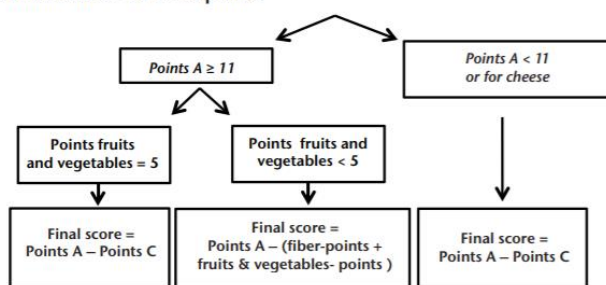 Points A ≥ 11
Points A < 11
or for cheese
Points fruits
and vegetables = 5
Points fruits and
vegetables < 5
Final score =
Points A – Points C
Final score =
Points A – (fiber-points +
fruits & vegetables- points )
Final score =
Points A – Points C